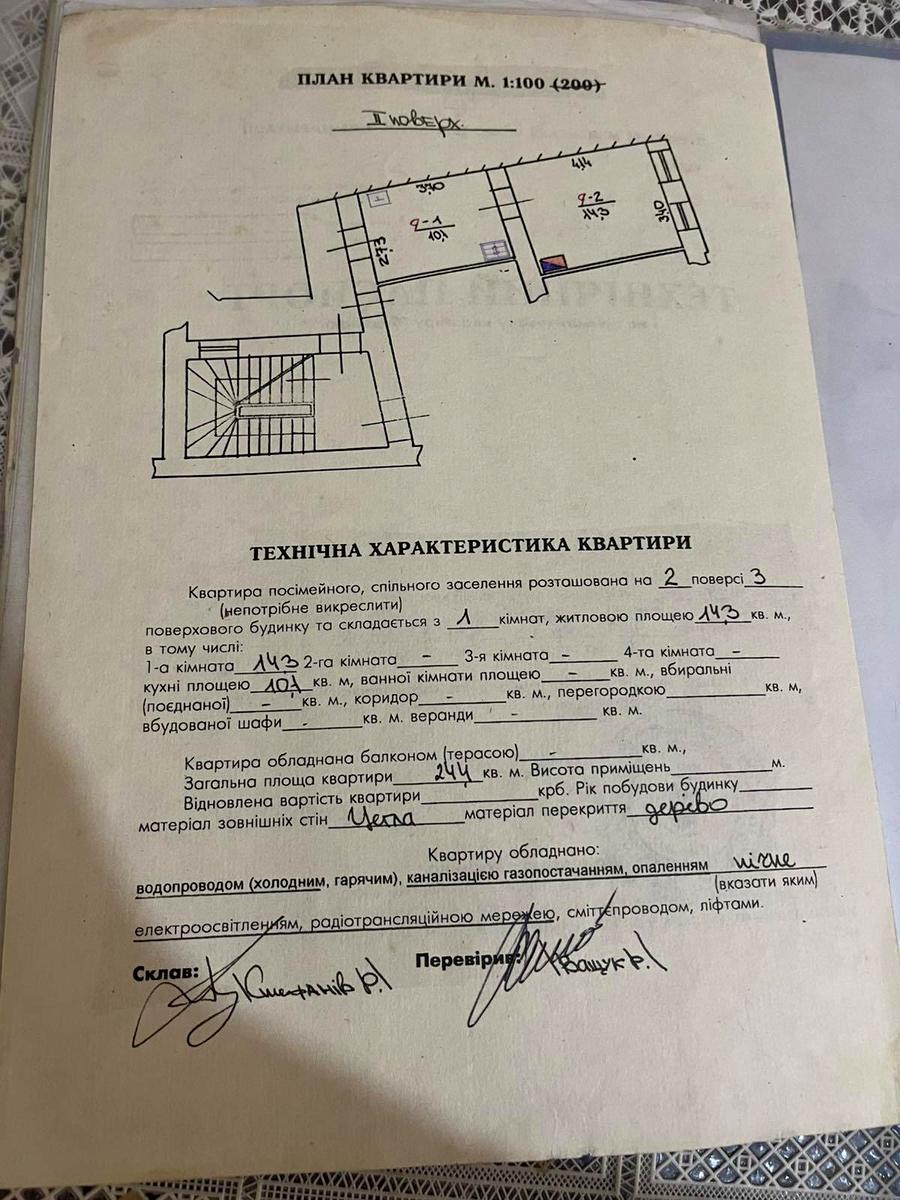 ПЛАН КВАРТИРИ М. 1:100 (200)
II поверх.
3,70
4,14
9-1
10,1
2,73
9-2
14,3
3,40
ТЕХНІЧНА ХАРАКТЕРИСТИКА КВАРТИРИ
Квартира посімейного, спільного заселення розташована на 2 поверсі 3
(непотрібне викреслити)
поверхового будинку та складається з 1 кімнат, житловою площею 14,3 кв. м.,
в тому числі:
1-а кімната 14,3 2-га кімната - 3-я кімната - 4-та кімната -
кухні площею 10,1 кв. м, ванної кімнати площею - кв. м., вбиральні
(поєднаної) - кв. м., коридор - кв. м., перегородкою кв. м,
вбудованої шафи - кв. м. веранди - кв. м.
Квартира обладнана балконом (терасою) - кв. м.,
Загальна площа квартири 24,4 кв. м. Висота приміщень м.
Відновлена вартість квартири крб. Рік побудови будинку
матеріал зовнішніх стін Цегла матеріал перекриття дерево
Квартиру обладнано:
водопроводом (холодним, гарячим), каналізацією газопостачанням, опаленням пічне
(вказати яким)
електроосвітленням, радіотрансляційною мережею, сміттєпроводом, ліфтами.
Склав:
Перевірив: Ващук Р.